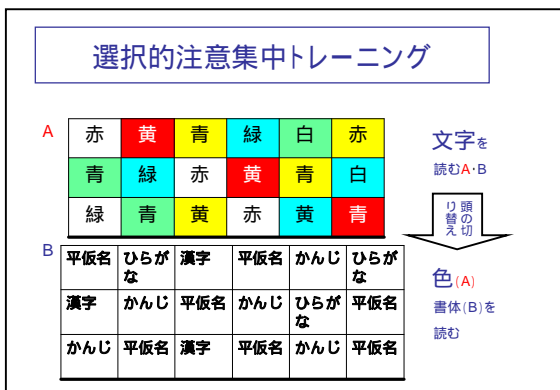 選択的注意集中トレーニング
A
赤 黄 青 緑 白 赤
青 緑 赤 黄 青 白
緑 青 黄 赤 黄 青
B
平仮名 ひらがな 漢字 平仮名 かんじ ひらがな
漢字 かんじ 平仮名 かんじ ひらがな 平仮名
かんじ 平仮名 漢字 平仮名 かんじ 平仮名
文字を
読むA・B
頭の切り替え
色(A)
書体(B)を
読む